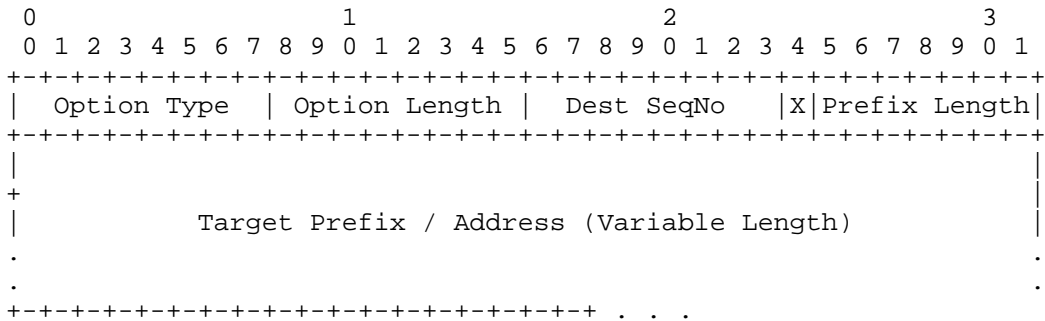 0                   1                   2                   3
 0 1 2 3 4 5 6 7 8 9 0 1 2 3 4 5 6 7 8 9 0 1 2 3 4 5 6 7 8 9 0 1
+-+-+-+-+-+-+-+-+-+-+-+-+-+-+-+-+-+-+-+-+-+-+-+-+-+-+-+-+-+-+-+-+
|  Option Type  | Option Length |  Dest SeqNo   |X|Prefix Length|
+-+-+-+-+-+-+-+-+-+-+-+-+-+-+-+-+-+-+-+-+-+-+-+-+-+-+-+-+-+-+-+-+
|                                                               |
+                                                               |
|           Target Prefix / Address (Variable Length)           |
.                                                               .
.                                                               .
+-+-+-+-+-+-+-+-+-+-+-+-+-+-+-+-+-+-+ . . .